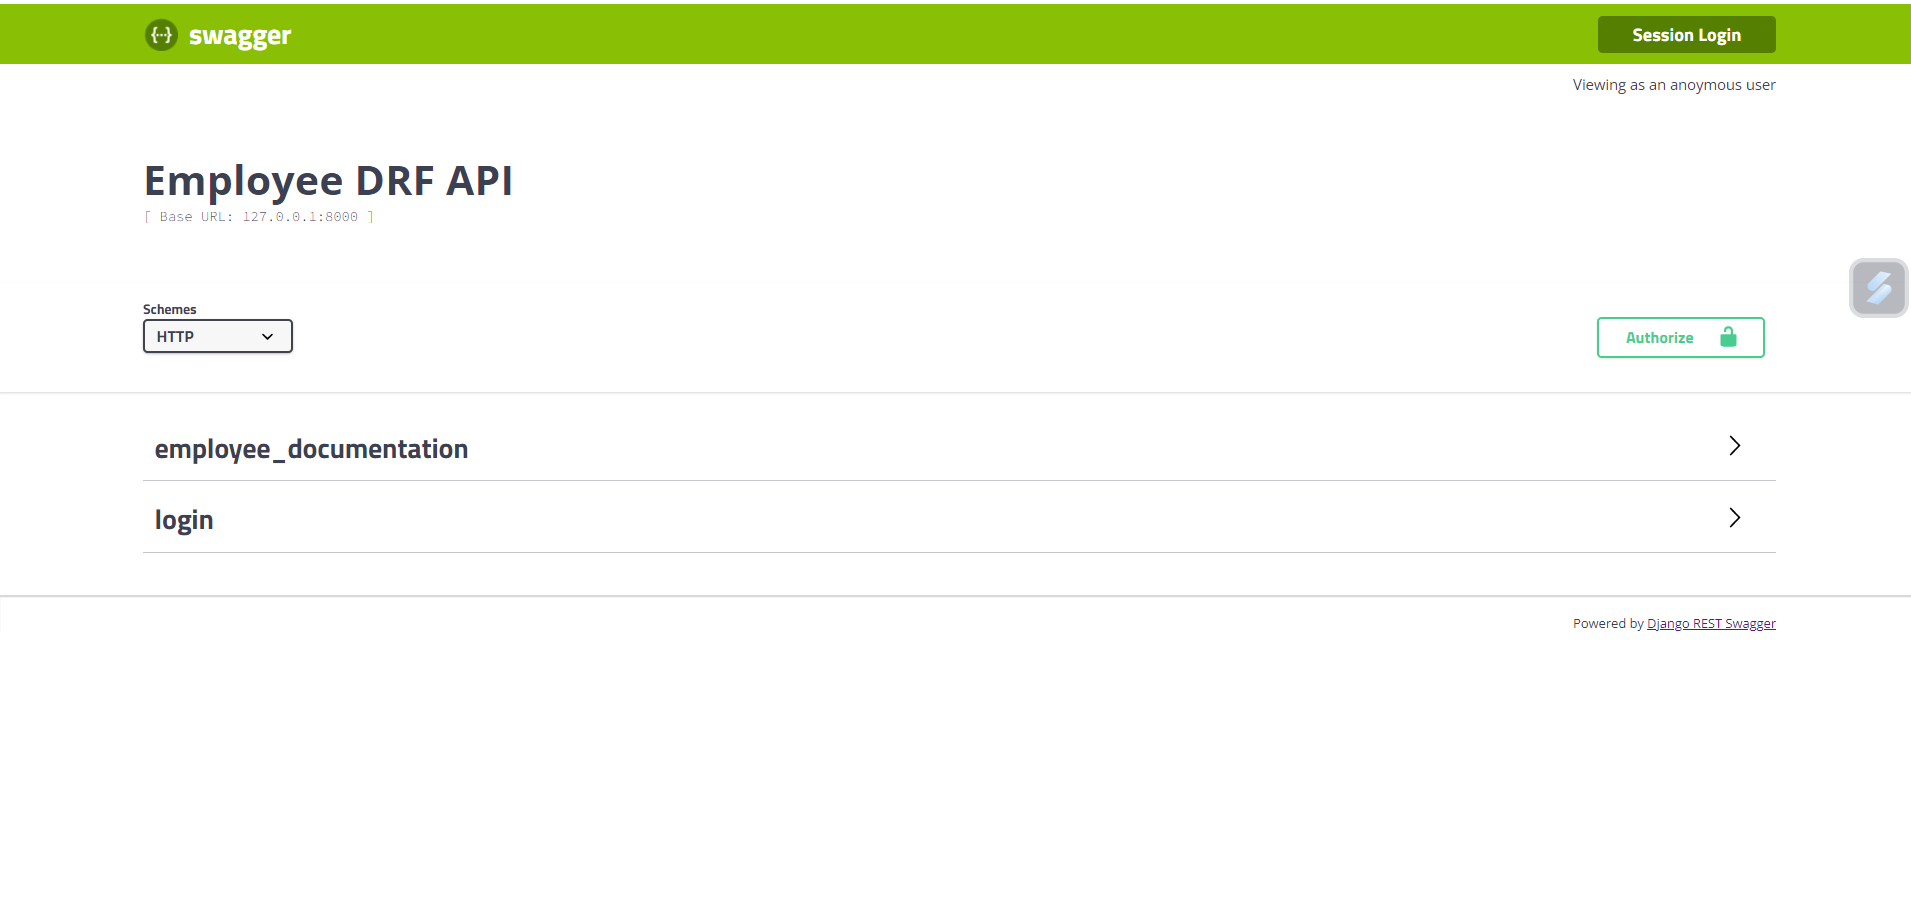 swagger
Session Login
Viewing as an anoymous user
Employee DRF API
[ Base URL: 127.0.0.1:8000 ]
Schemes
HTTP
Authorize
employee_documentation
login
Powered by Django REST Swagger